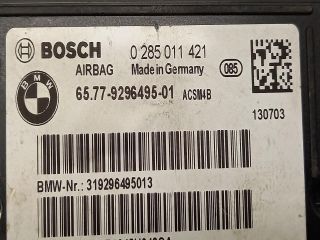 BOSCH 0 285 011 421
AIRBAG Made in Germany 085
BMW 65.77-9296495-01 ACSM4B
130703
BMW-Nr.: 319296495013